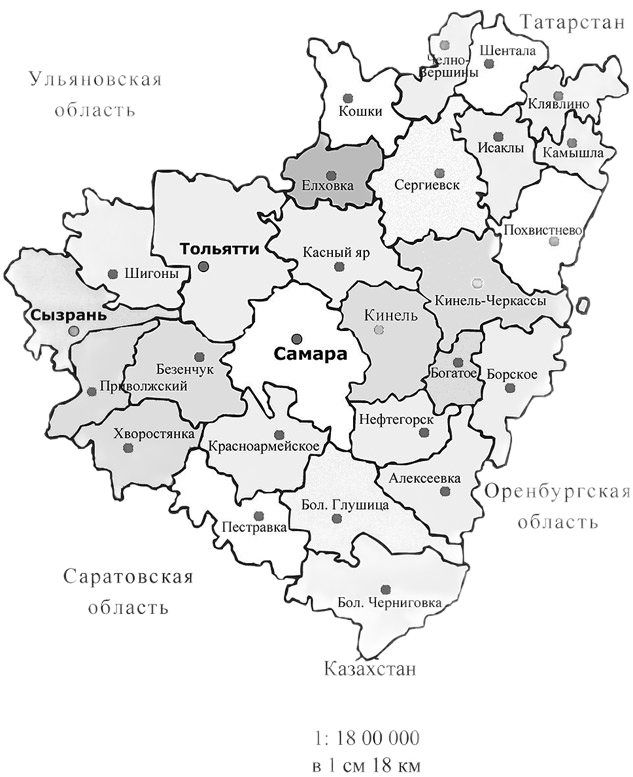 Татарстан
Шентала
Челно-
Вершины
Ульяновская
область
Клявлино
Кошки
Исаклы
Камышла
Елховка
Сергиевск
Похвистнево
Тольятти
Касный яр
Шигоны
Кинель-Черкассы
Сызрань
Кинель
Самара
Безенчук
Богатое
Борское
Приволжский
Нефтегорск
Хворостянка
Красноармейское
Алексеевка
Оренбургская
область
Бол. Глушица
Пестравка
Саратовская
область
Бол. Черниговка
Казахстан
1: 18 00 000
в 1 см 18 км